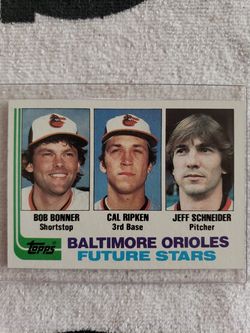 BOB BONNER
Shortstop
CAL RIPKEN
3rd Base
JEFF SCHNEIDER
Pitcher
TOPPS
BALTIMORE ORIOLES
FUTURE STARS